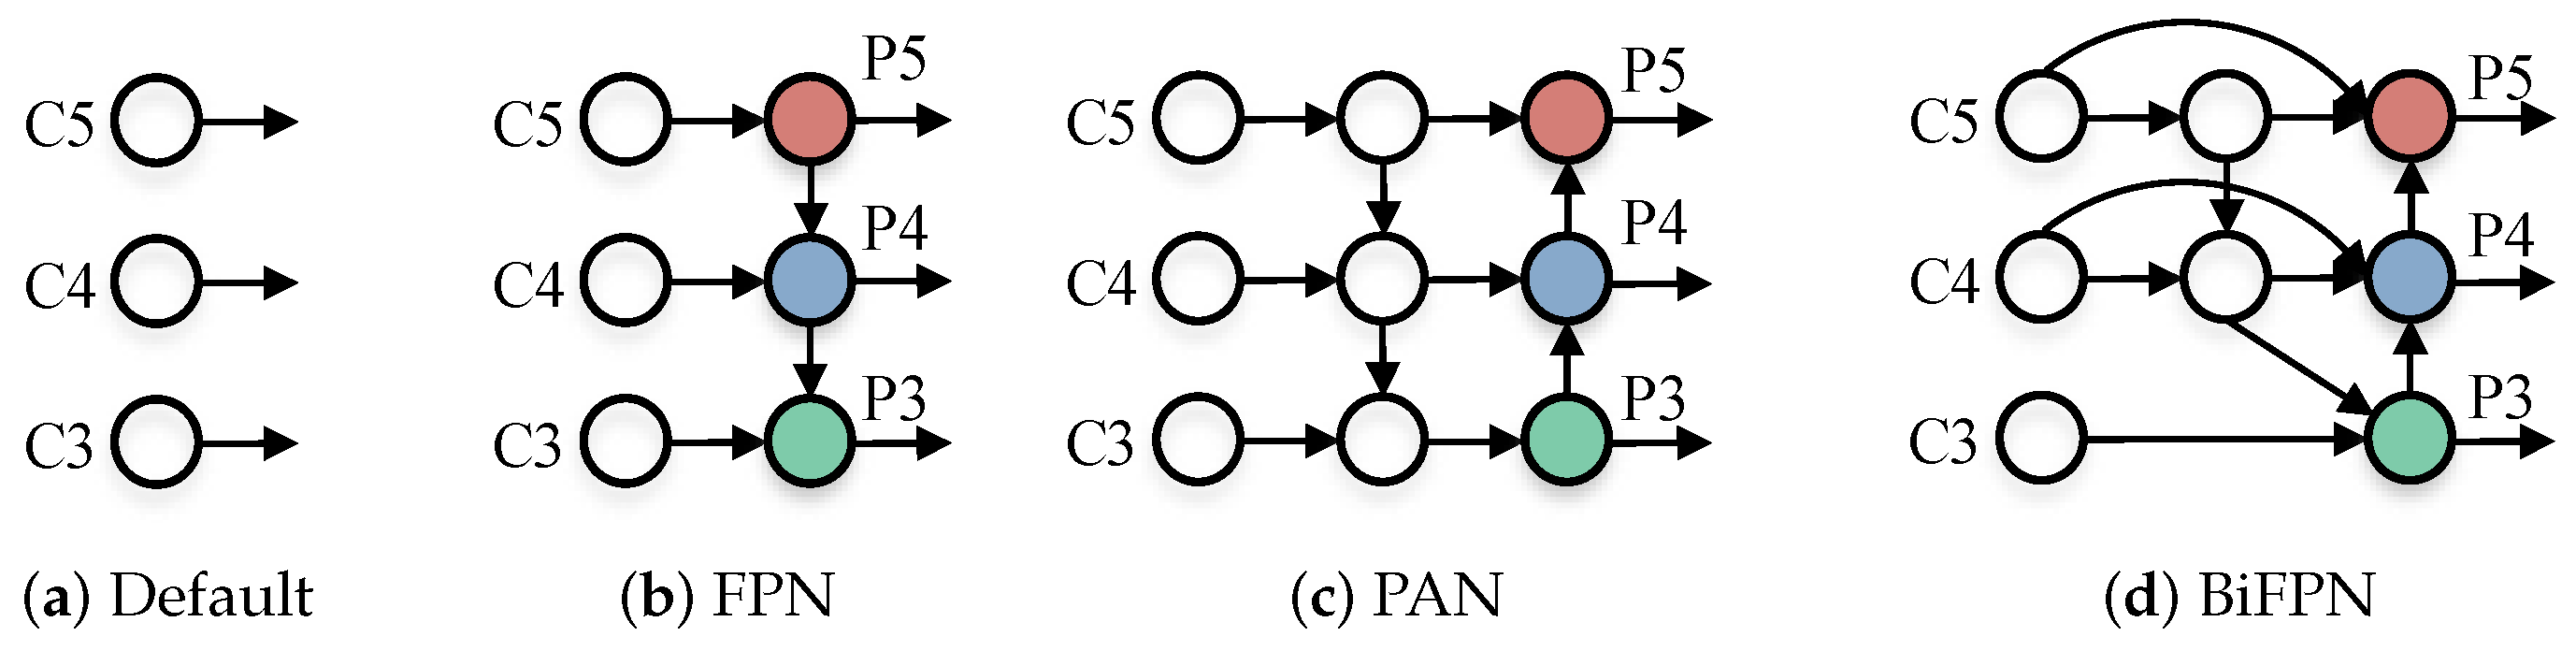 C5
C4
C3
(a) Default
C5 P5
C4 P4
C3 P3
(b) FPN
C5 P5
C4 P4
C3 P3
(c) PAN
C5 P5
C4 P4
C3 P3
(d) BiFPN